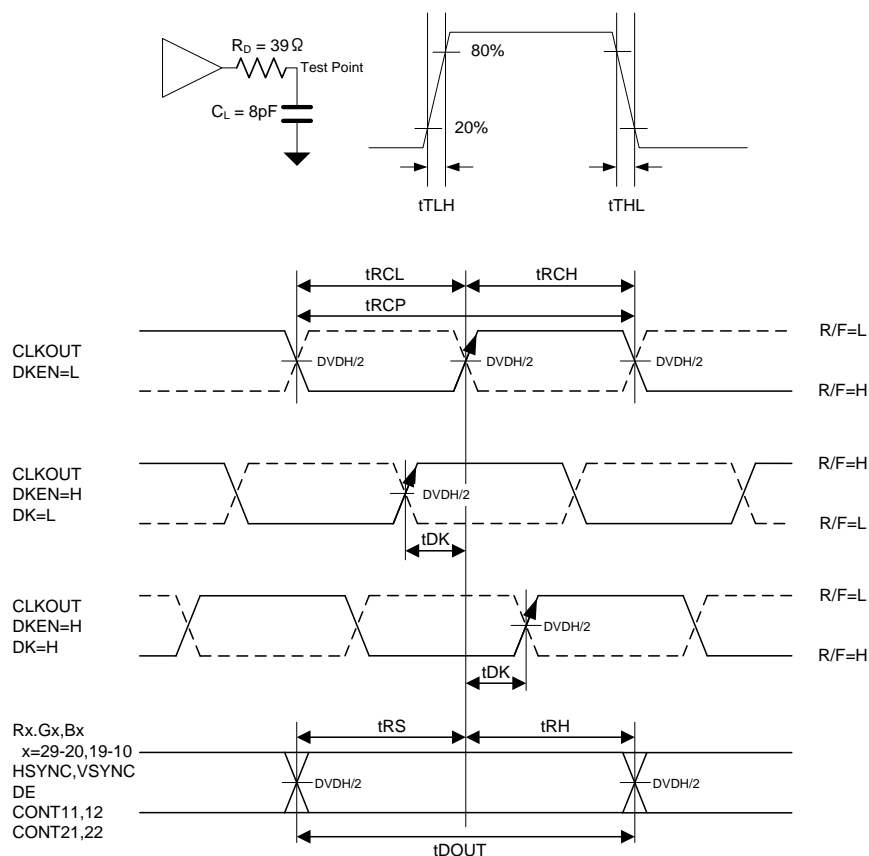 R_D = 39Ω
Test Point
C_L = 8pF
80%
20%
tTLH
tTHL
tRCL
tRCH
tRCP
CLKOUT
DKEN=L
DVDH/2
DVDH/2
DVDH/2
R/F=L
R/F=H
CLKOUT
DKEN=H
DK=L
DVDH/2
tDK
R/F=H
R/F=L
CLKOUT
DKEN=H
DK=H
DVDH/2
tDK
R/F=L
R/F=H
Rx.Gx,Bx
x=29-20,19-10
HSYNC,VSYNC
DE
CONT11,12
CONT21,22
tRS
tRH
DVDH/2
DVDH/2
tDOUT